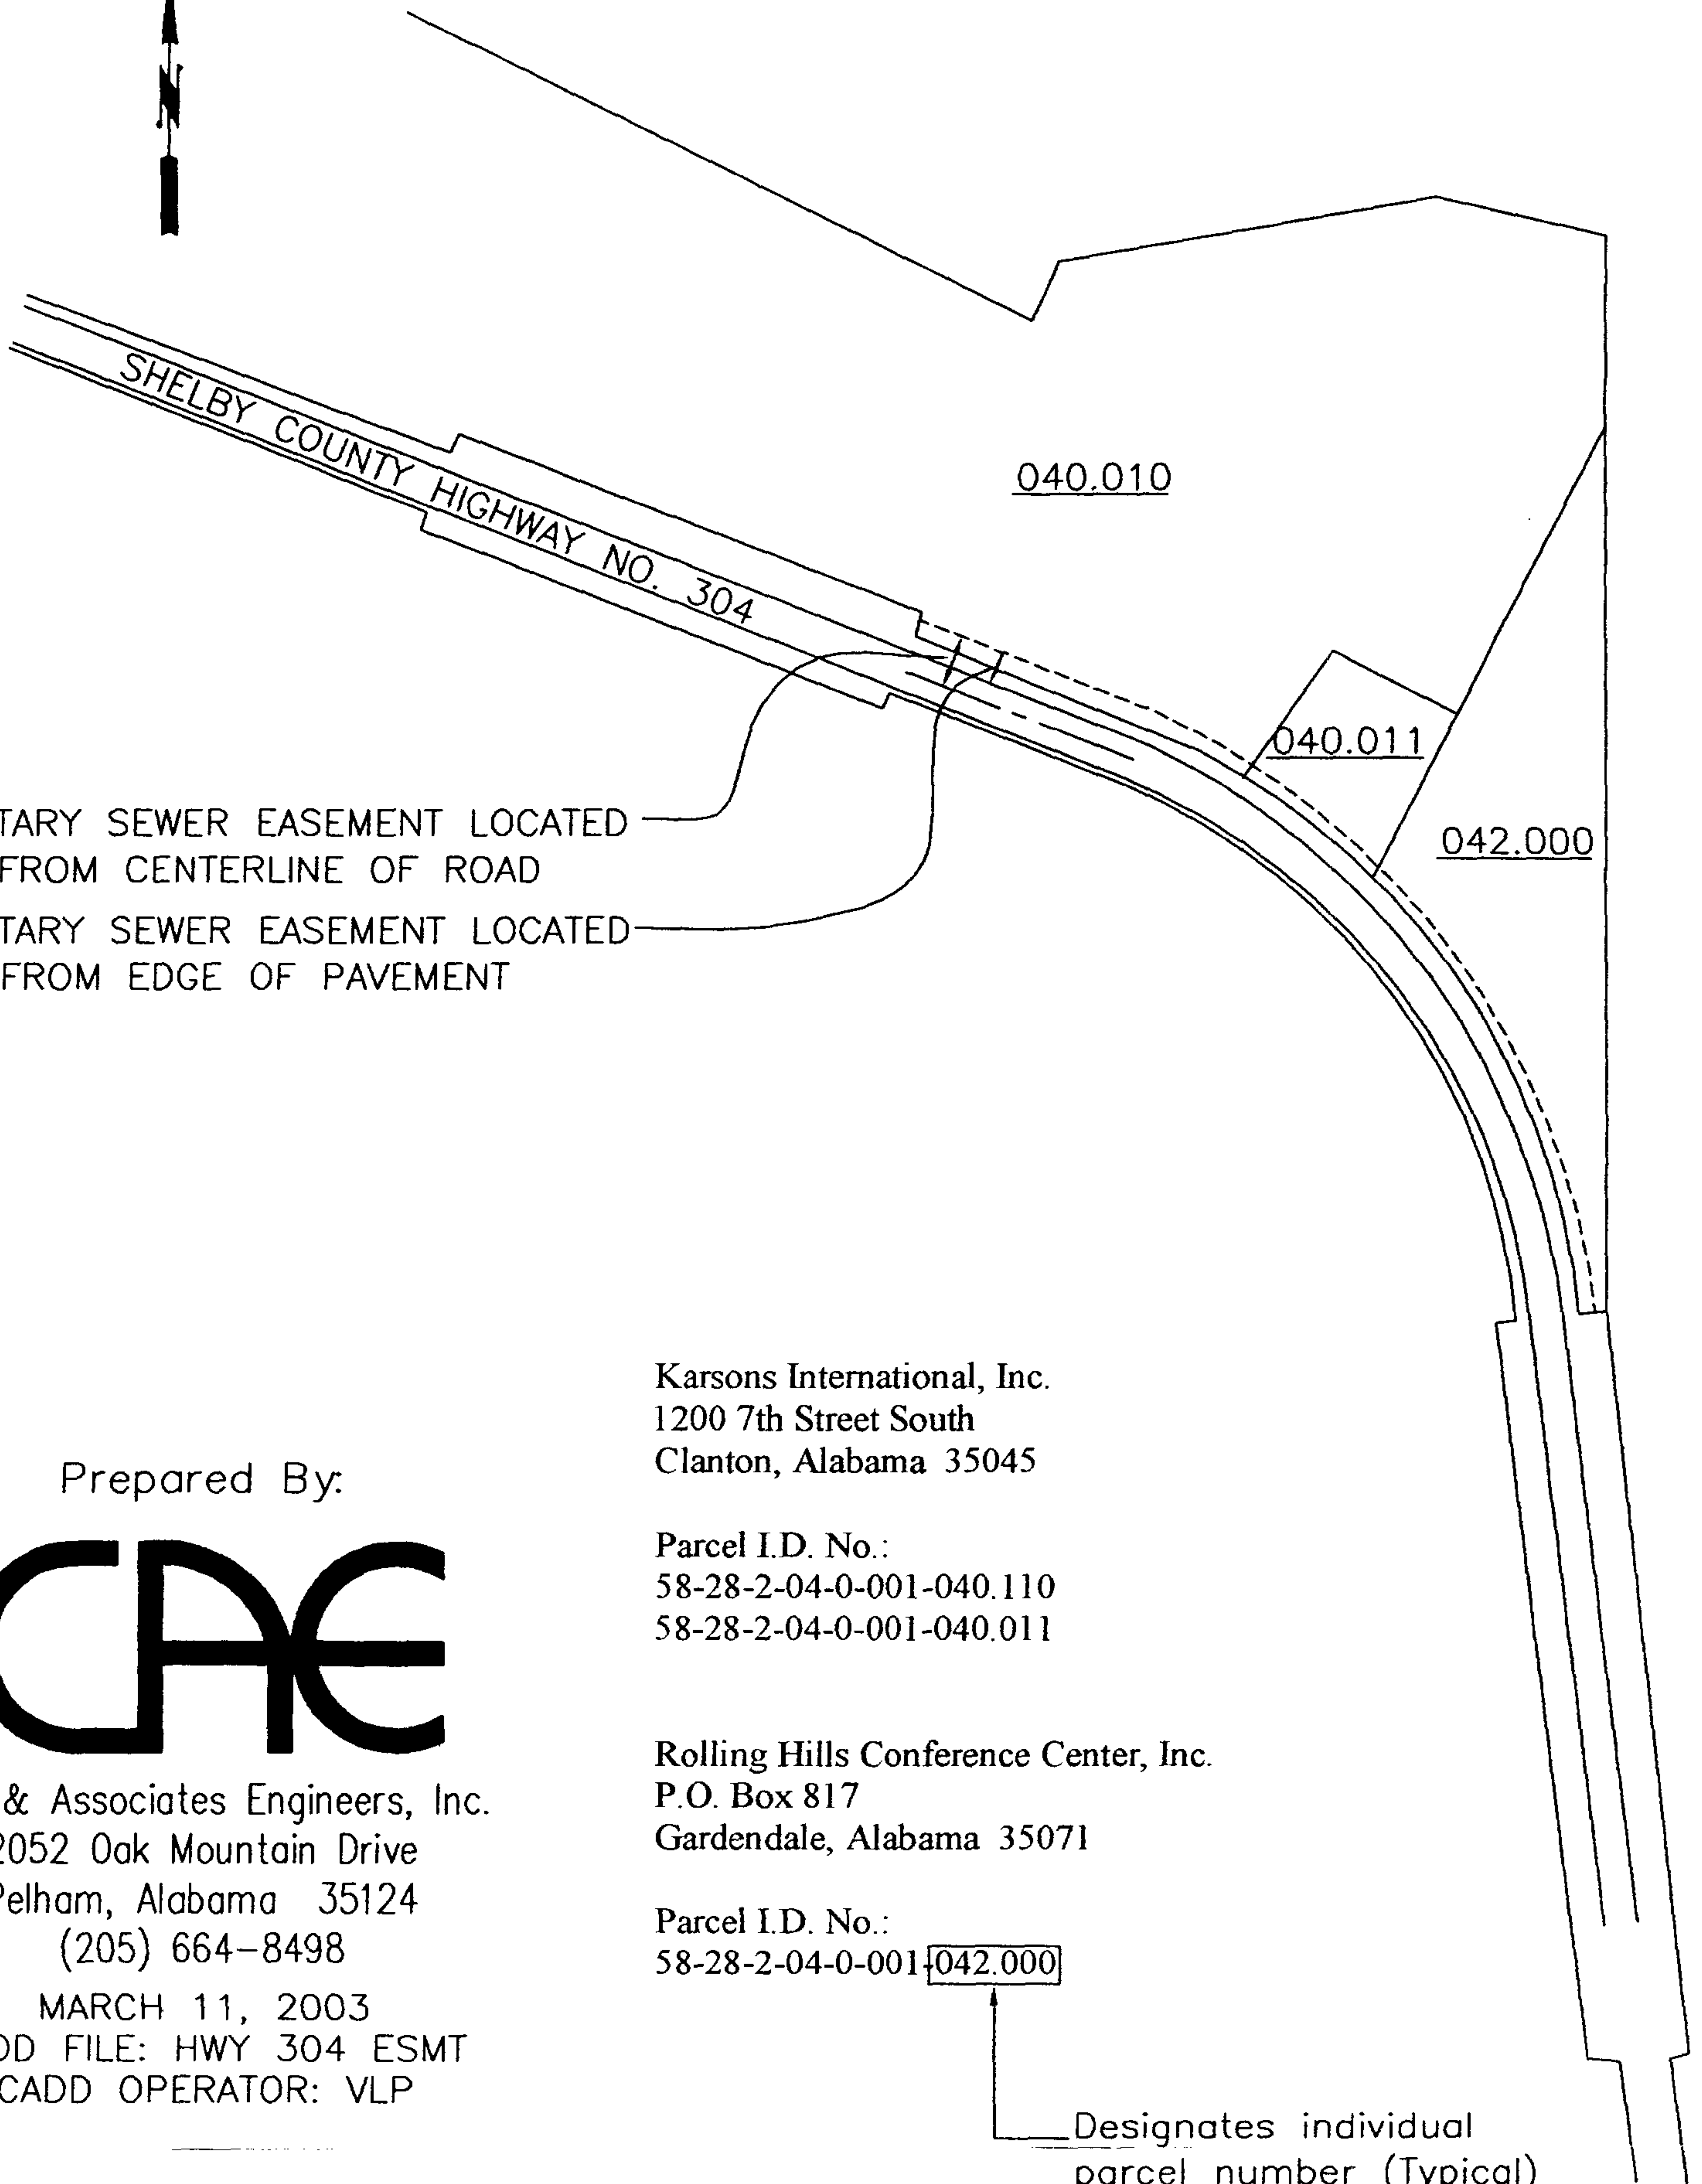 N
SHELBY COUNTY HIGHWAY NO. 304
040.010
040.011
042.000
TARY SEWER EASEMENT LOCATED
FROM CENTERLINE OF ROAD
TARY SEWER EASEMENT LOCATED
FROM EDGE OF PAVEMENT
Prepared By:
CAE
& Associates Engineers, Inc.
2052 Oak Mountain Drive
Pelham, Alabama 35124
(205) 664-8498
MARCH 11, 2003
DD FILE: HWY 304 ESMT
CADD OPERATOR: VLP
Karsons International, Inc.
1200 7th Street South
Clanton, Alabama 35045
Parcel I.D. No.:
58-28-2-04-0-001-040.110
58-28-2-04-0-001-040.011
Rolling Hills Conference Center, Inc.
P.O. Box 817
Gardendale, Alabama 35071
Parcel I.D. No.:
58-28-2-04-0-001-042.000
Designates individual
parcel number (Typical)